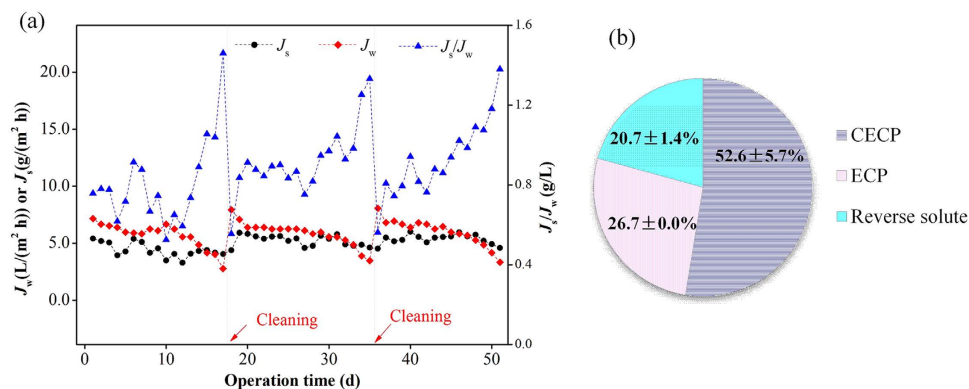 (a)
Js
Jw
Js/Jw
Jw(L/(m² h)) or Js(g/(m² h))
20.0
15.0
10.0
5.0
0.0
1.6
1.2
0.8
0.4
0.0
Js/Jw (g/L)
Cleaning
Cleaning
0
10
20
30
40
50
Operation time (d)
(b)
20.7±1.4%
52.6±5.7%
26.7±0.0%
CECP
ECP
Reverse solute